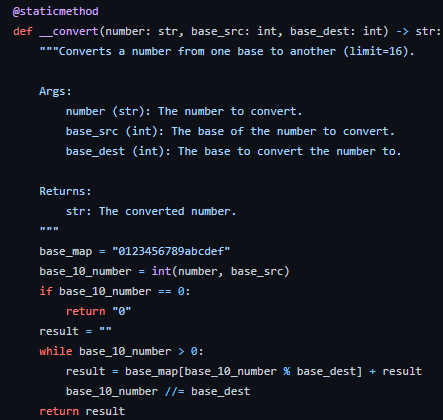 @staticmethod
def __convert(number: str, base_src: int, base_dest: int) -> str:
    """Converts a number from one base to another (limit=16).

    Args:
        number (str): The number to convert.
        base_src (int): The base of the number to convert.
        base_dest (int): The base to convert the number to.

    Returns:
        str: The converted number.
    """
    base_map = "0123456789abcdef"
    base_10_number = int(number, base_src)
    if base_10_number == 0:
        return "0"
    result = ""
    while base_10_number > 0:
        result = base_map[base_10_number % base_dest] + result
        base_10_number //= base_dest
    return result